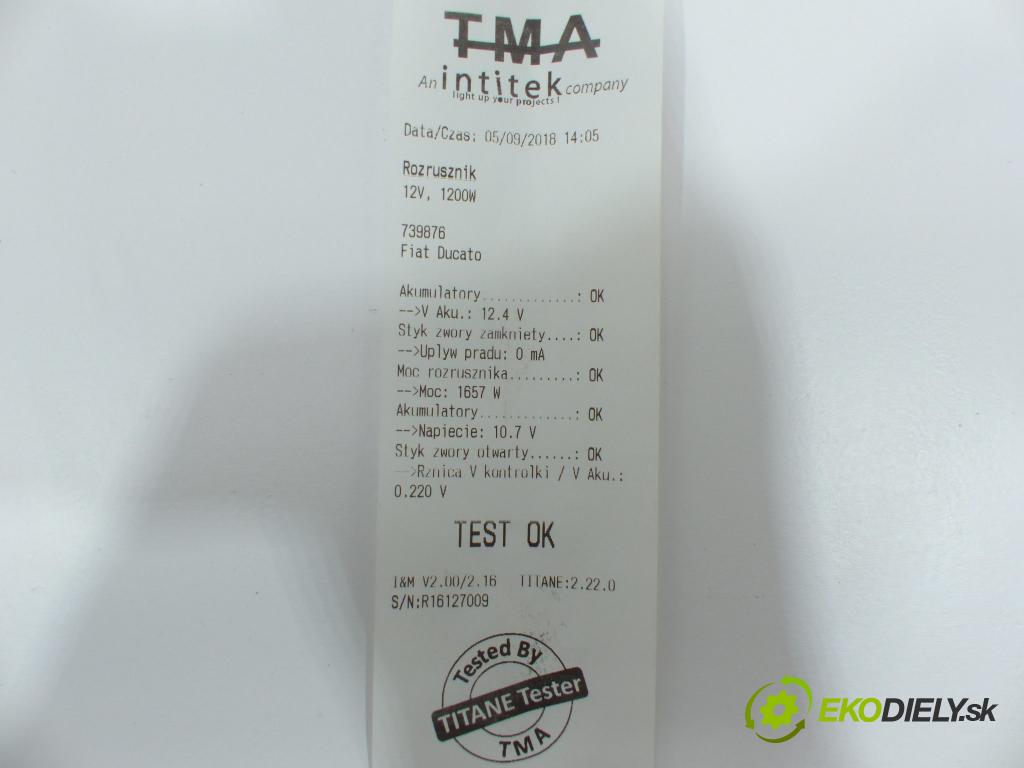 TMA
An intitek company
light up your projects !
Data/Czas: 05/09/2018 14:05
Rozrusznik
12V, 1200W
739876
Fiat Ducato
Akumulatory.............: OK
-->V Aku.: 12.4 V
Styk zwory zamkniety....: OK
-->Uplyw pradu: 0 mA
Moc rozrusznika.........: OK
-->Moc: 1657 W
Akumulatory.............: OK
-->Napiecie: 10.7 V
Styk zwory otwarty......: OK
-->Rznica V kontrolki / V Aku.:
0.220 V
TEST OK
I&M V2.00/2.16 TITANE:2.22.0
S/N:R16127009
Tested By
TITANE Tester
TMA
EKODIELY.sk